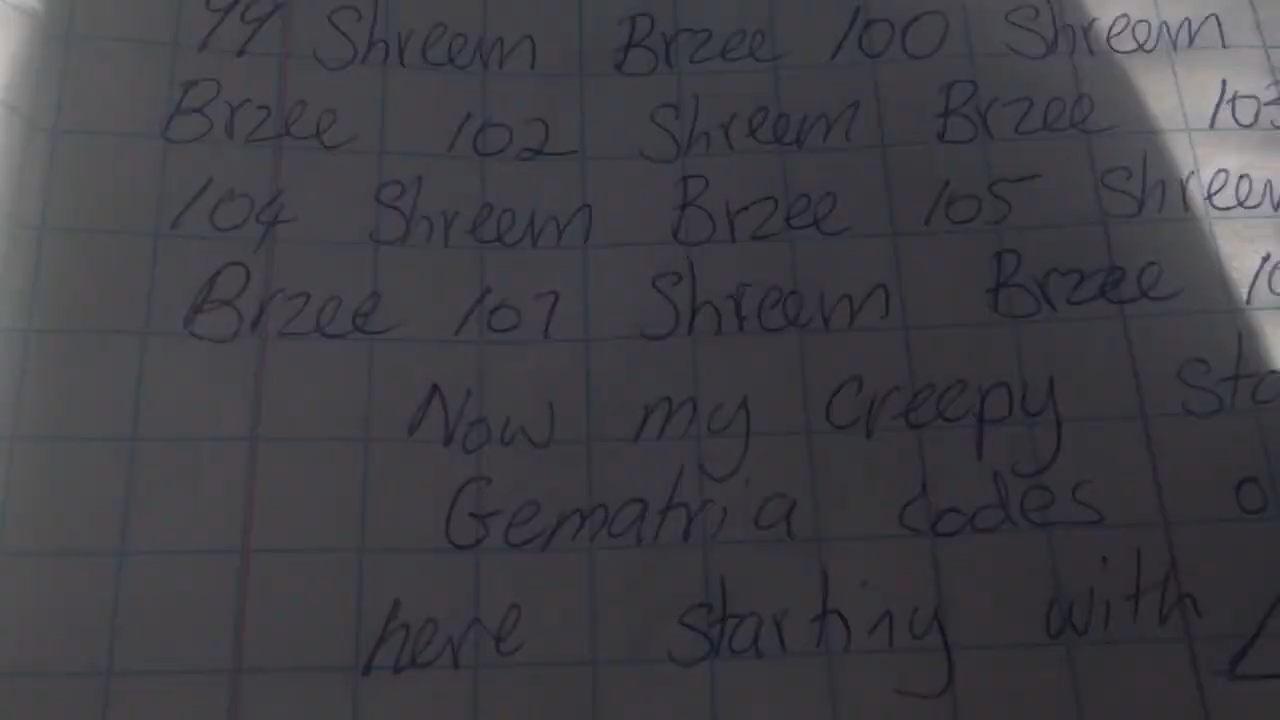 99 Shreem Brzee 100 Shreem
Brzee 102 Shreem Brzee 103
104 Shreem Brzee 105 Shreem
Brzee 107 Shreem Brzee
Now my creepy
Gematria codes
here starting with